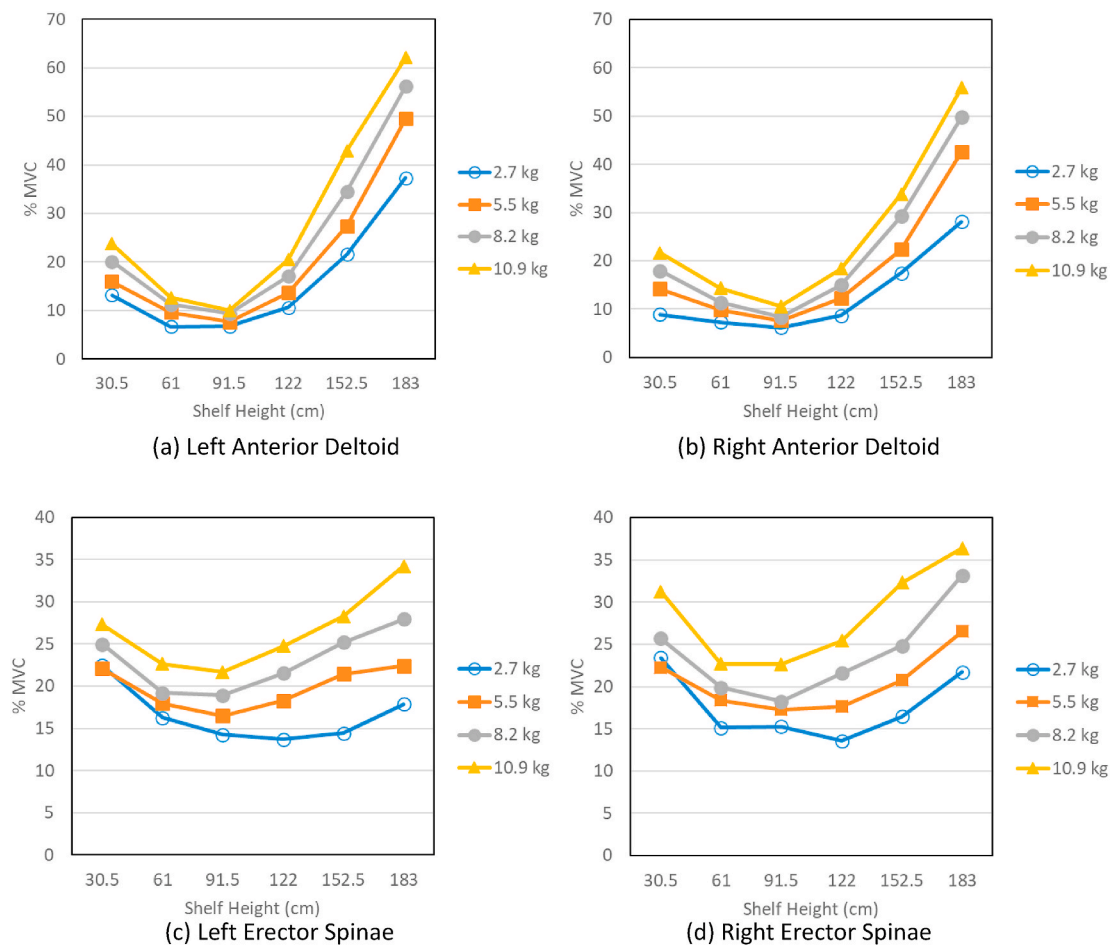 70
60
50
40
30
20
10
0
% MVC
30.5 61 91.5 122 152.5 183
Shelf Height (cm)
2.7 kg
5.5 kg
8.2 kg
10.9 kg
(a) Left Anterior Deltoid
70
60
50
40
30
20
10
0
% MVC
30.5 61 91.5 122 152.5 183
Shelf Height (cm)
2.7 kg
5.5 kg
8.2 kg
10.9 kg
(b) Right Anterior Deltoid
40
35
30
25
20
15
10
5
0
% MVC
30.5 61 91.5 122 152.5 183
Shelf Height (cm)
2.7 kg
5.5 kg
8.2 kg
10.9 kg
(c) Left Erector Spinae
40
35
30
25
20
15
10
5
0
% MVC
30.5 61 91.5 122 152.5 183
Shelf Height (cm)
2.7 kg
5.5 kg
8.2 kg
10.9 kg
(d) Right Erector Spinae